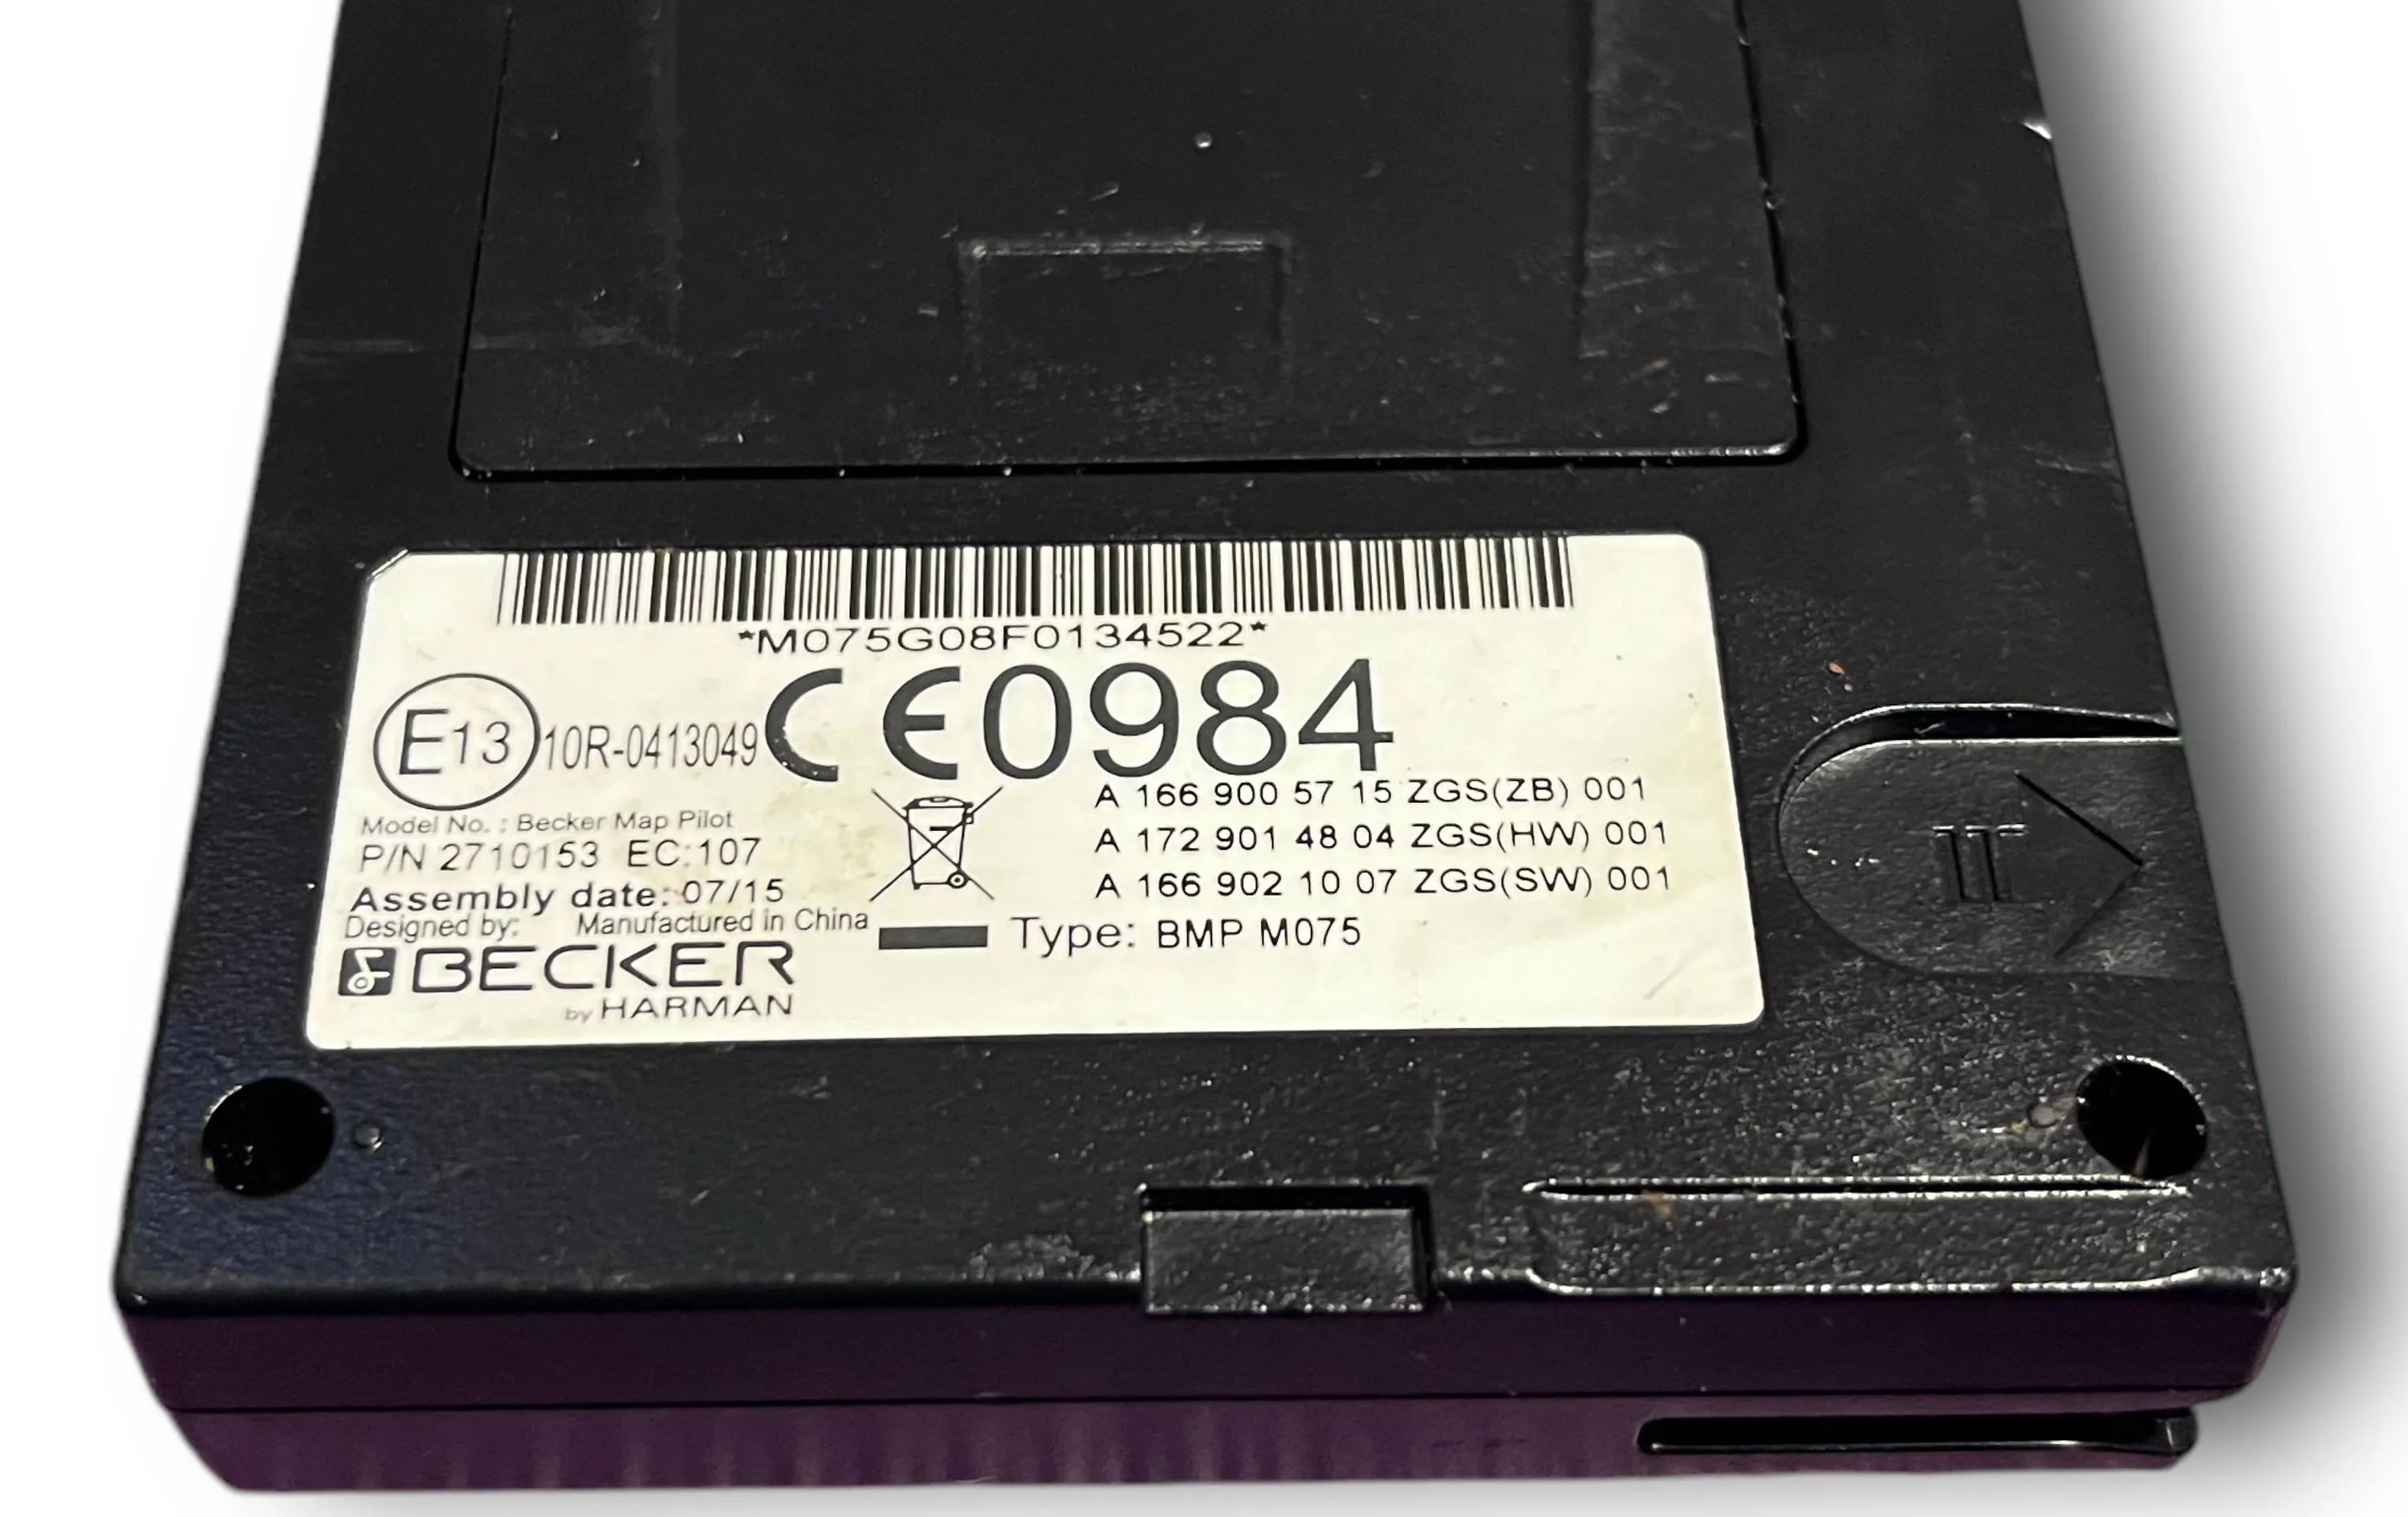 *M075G08F0134522*
E13 10R-0413049 CE0984
A 166 900 57 15 ZGS(ZB) 001
A 172 901 48 04 ZGS(HW) 001
A 166 902 10 07 ZGS(SW) 001
Model No. : Becker Map Pilot
P/N 2710153 EC:107
Assembly date: 07/15
Designed by: Manufactured in China
Type: BMP M075
BECKER
by HARMAN